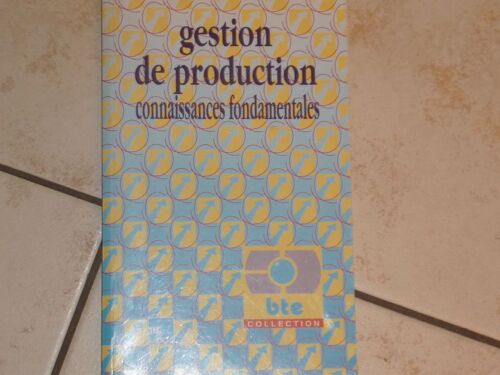 gestion
de production
connaissances fondamentales
bte
COLLECTION